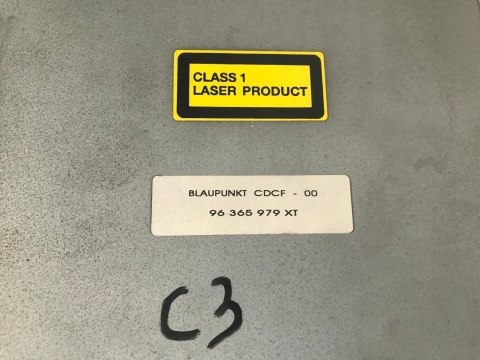 CLASS 1
LASER PRODUCT
BLAUPUNKT CDCF - 00
96 365 979 XT
C3